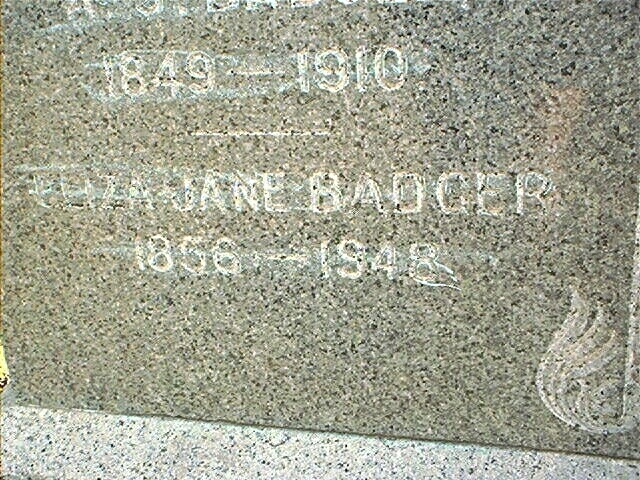 1849 — 1910
ELIZA JANE BADGER
1856 — 1948